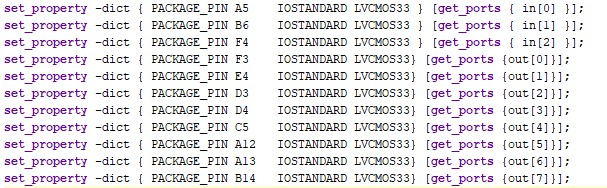 set_property -dict { PACKAGE_PIN A5 IOSTANDARD LVCMOS33 } [get_ports { in[0] }];
set_property -dict { PACKAGE_PIN B6 IOSTANDARD LVCMOS33 } [get_ports { in[1] }];
set_property -dict { PACKAGE_PIN F4 IOSTANDARD LVCMOS33 } [get_ports { in[2] }];
set_property -dict { PACKAGE_PIN F3 IOSTANDARD LVCMOS33} [get_ports {out[0]}];
set_property -dict { PACKAGE_PIN E4 IOSTANDARD LVCMOS33} [get_ports {out[1]}];
set_property -dict { PACKAGE_PIN D3 IOSTANDARD LVCMOS33} [get_ports {out[2]}];
set_property -dict { PACKAGE_PIN D4 IOSTANDARD LVCMOS33} [get_ports {out[3]}];
set_property -dict { PACKAGE_PIN C5 IOSTANDARD LVCMOS33} [get_ports {out[4]}];
set_property -dict { PACKAGE_PIN A12 IOSTANDARD LVCMOS33} [get_ports {out[5]}];
set_property -dict { PACKAGE_PIN A13 IOSTANDARD LVCMOS33} [get_ports {out[6]}];
set_property -dict { PACKAGE_PIN B14 IOSTANDARD LVCMOS33} [get_ports {out[7]}];